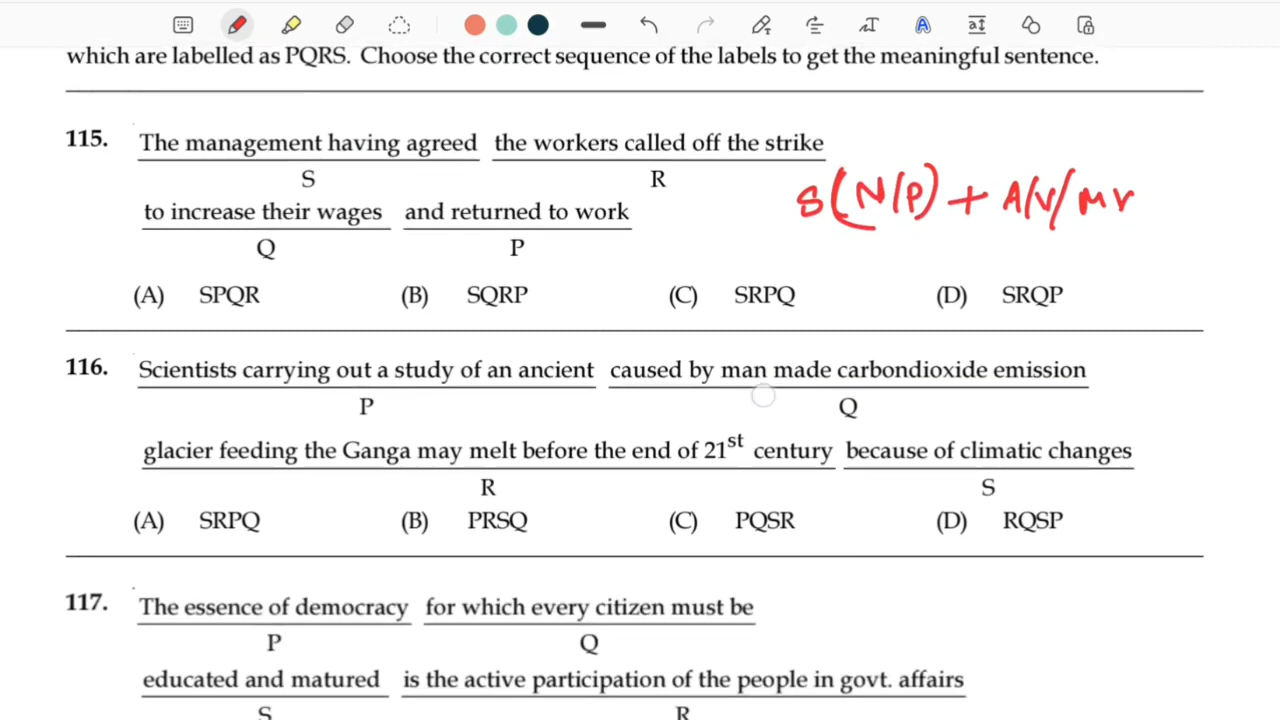 which are labelled as PQRS. Choose the correct sequence of the labels to get the meaningful sentence.
115. The management having agreed the workers called off the strike
S R
S(N/P) + A/V/MV
to increase their wages and returned to work
Q P
(A) SPQR (B) SQRP (C) SRPQ (D) SRQP
116. Scientists carrying out a study of an ancient caused by man made carbondioxide emission
P Q
glacier feeding the Ganga may melt before the end of 21st century because of climatic changes
R S
(A) SRPQ (B) PRSQ (C) PQSR (D) RQSP
117. The essence of democracy for which every citizen must be
P Q
educated and matured is the active participation of the people in govt. affairs
S R